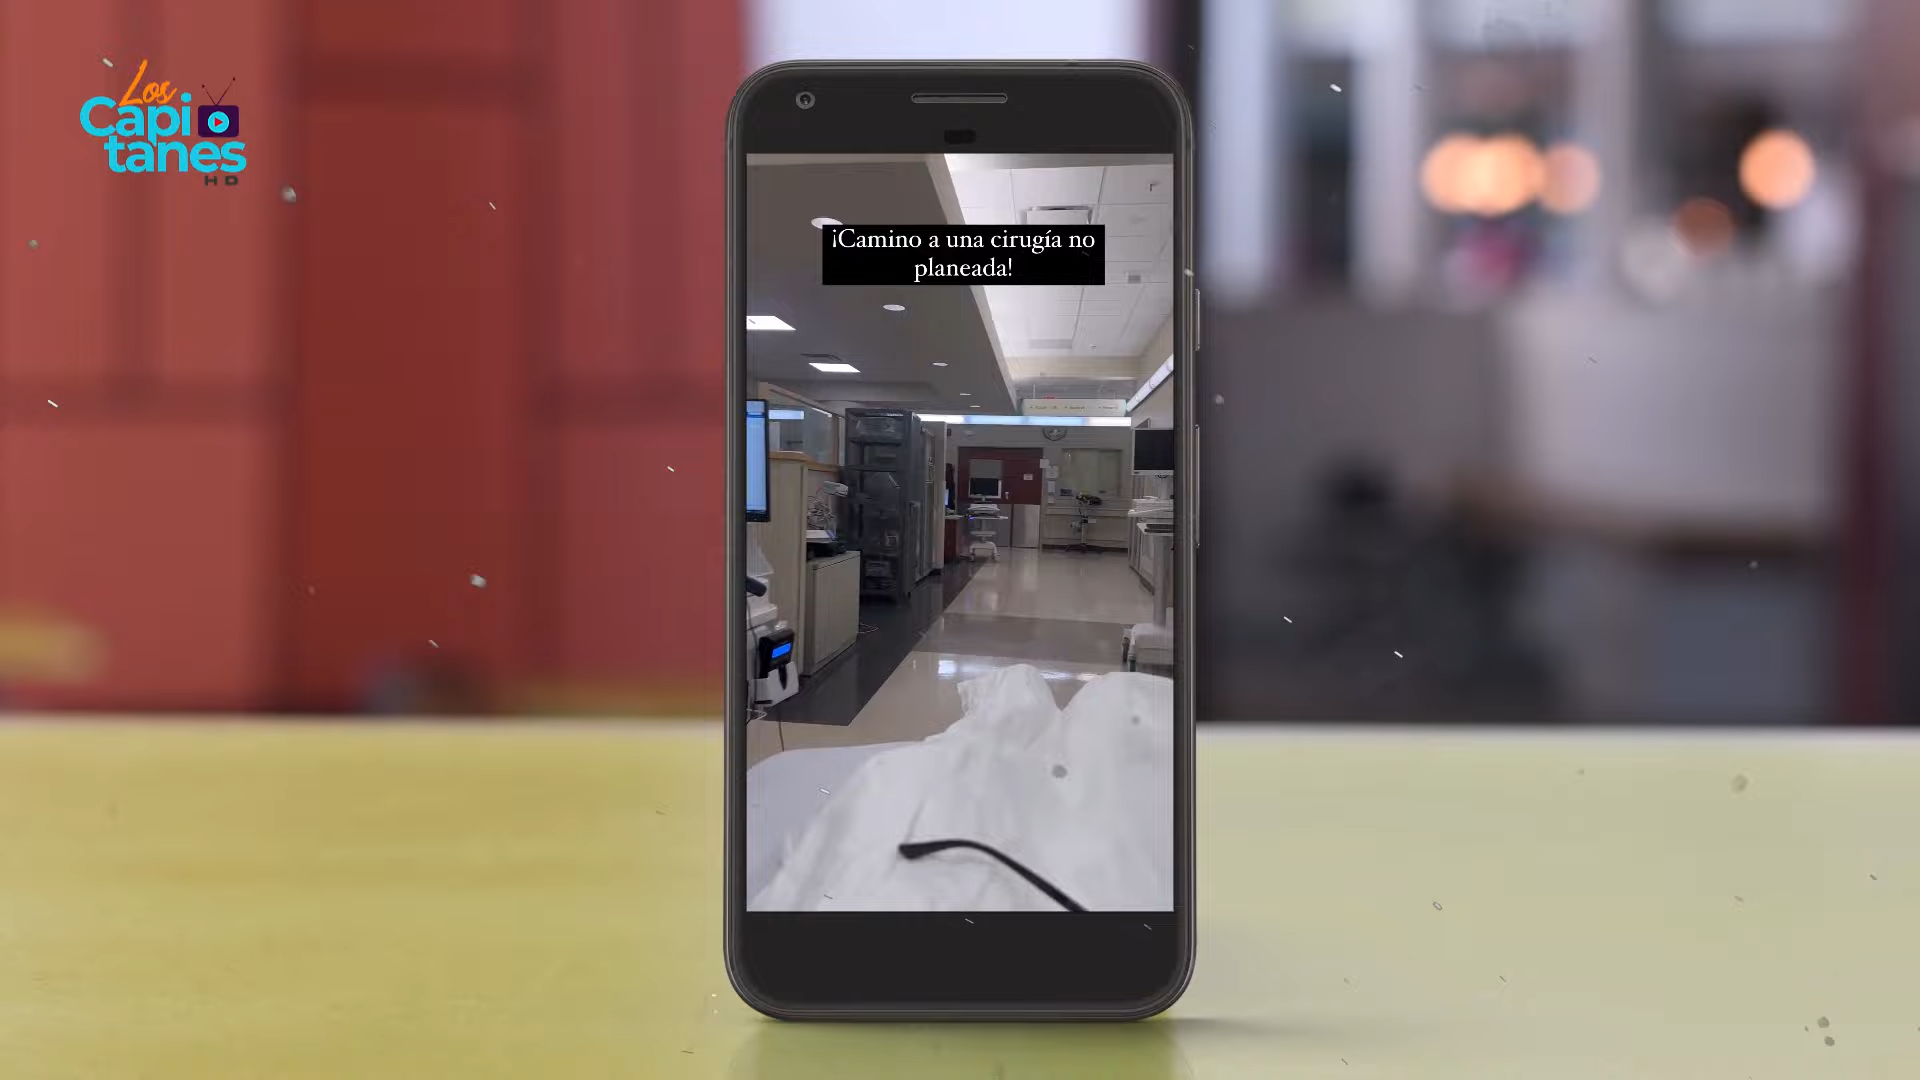 Los
Capi
tanes
HD
¡Camino a una cirugía no
planeada!